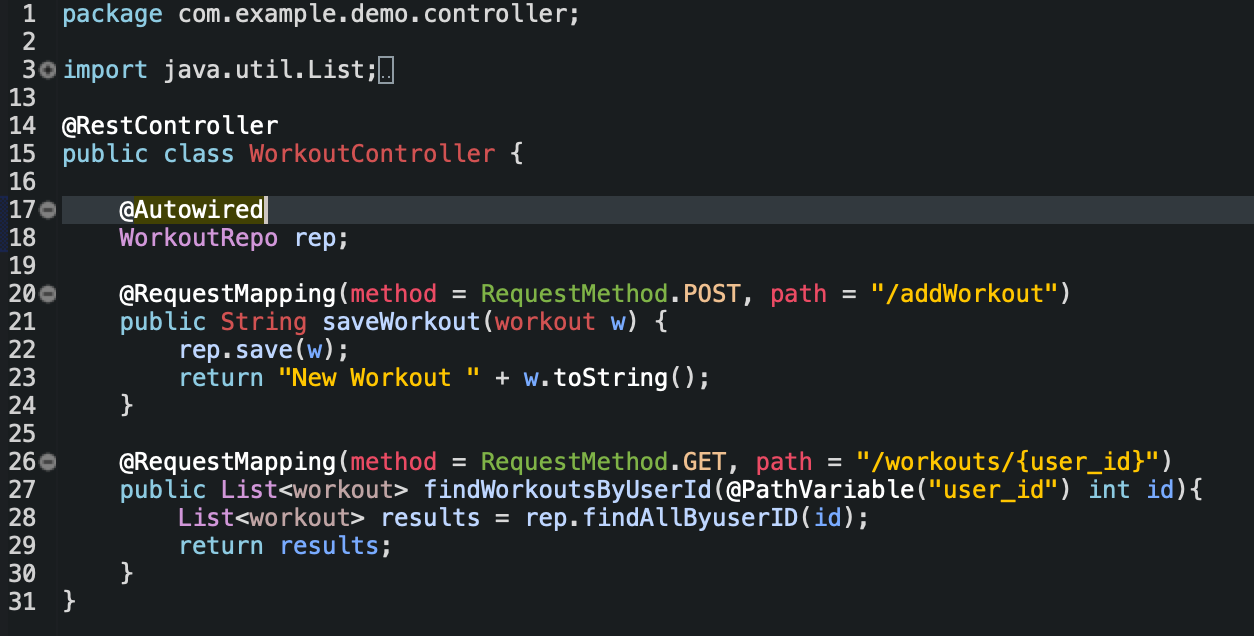 1 package com.example.demo.controller;
2
3 import java.util.List;..
13
14 @RestController
15 public class WorkoutController {
16
17     @Autowired
18     WorkoutRepo rep;
19
20     @RequestMapping(method = RequestMethod.POST, path = "/addWorkout")
21     public String saveWorkout(workout w) {
22         rep.save(w);
23         return "New Workout " + w.toString();
24     }
25
26     @RequestMapping(method = RequestMethod.GET, path = "/workouts/{user_id}")
27     public List<workout> findWorkoutsByUserId(@PathVariable("user_id") int id){
28         List<workout> results = rep.findAllByuserID(id);
29         return results;
30     }
31 }